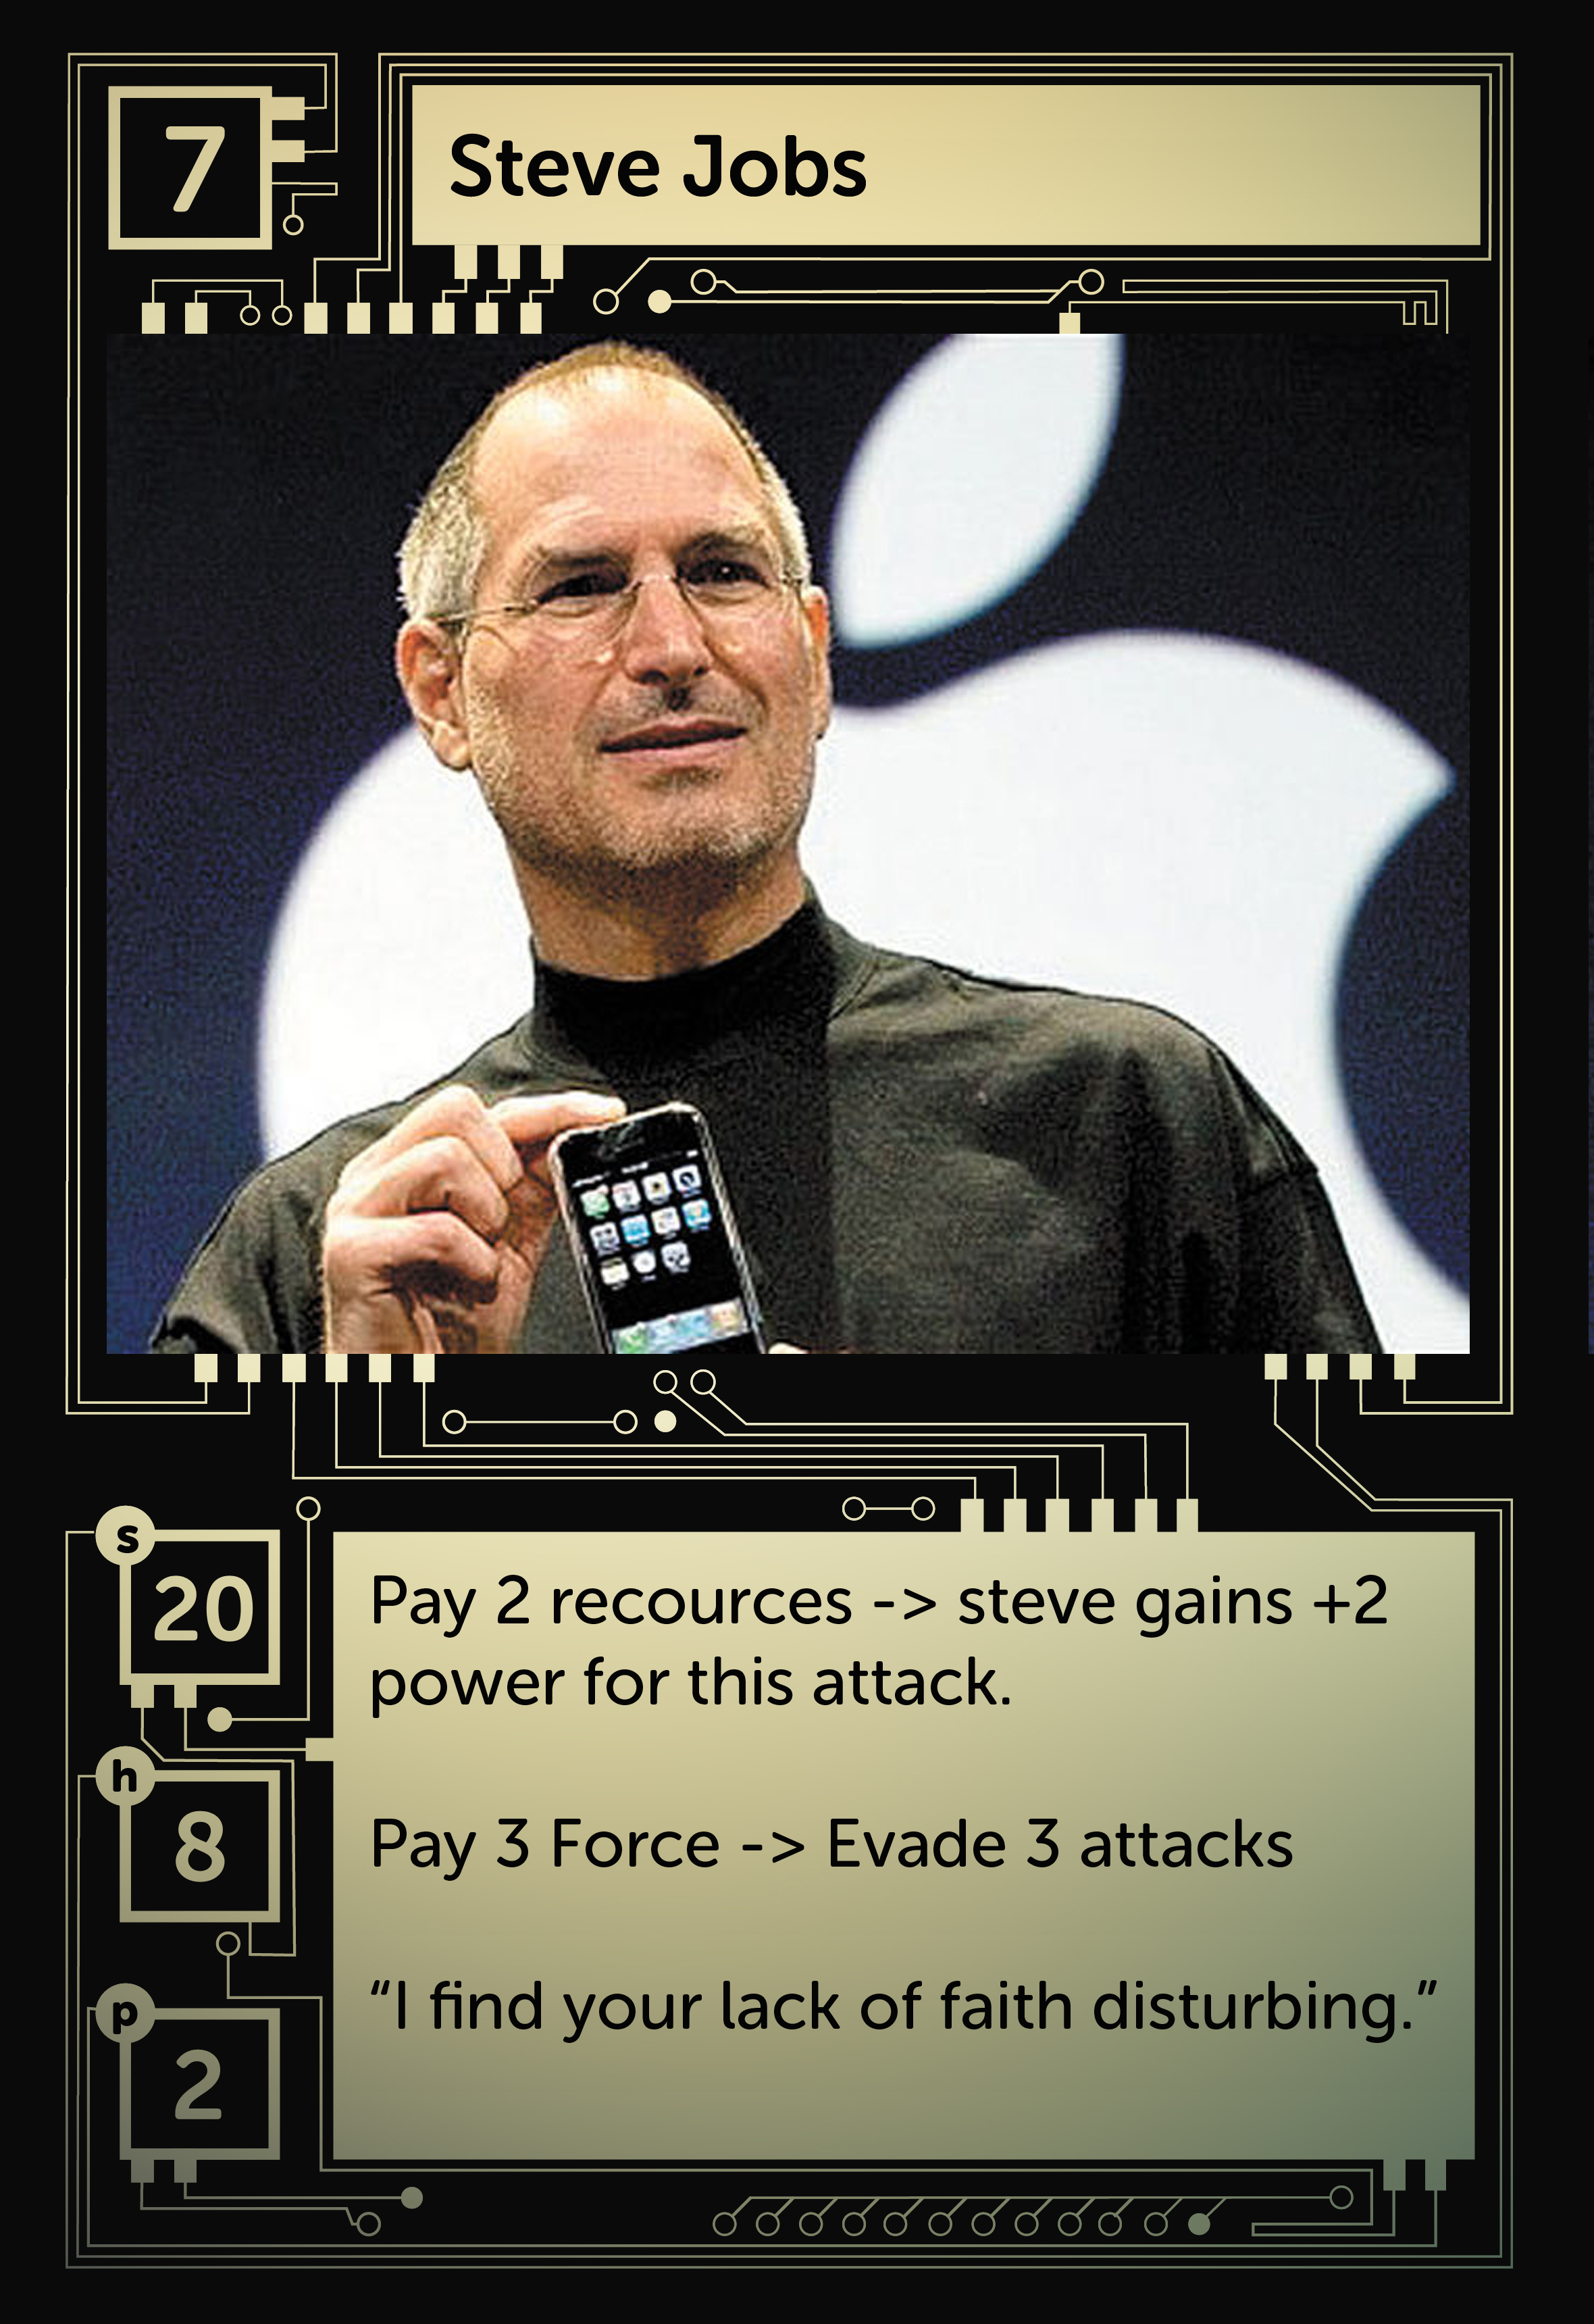 7
Steve Jobs
s
20
Pay 2 recources -> steve gains +2
power for this attack.
h
8
Pay 3 Force -> Evade 3 attacks
p
2
“I find your lack of faith disturbing.”